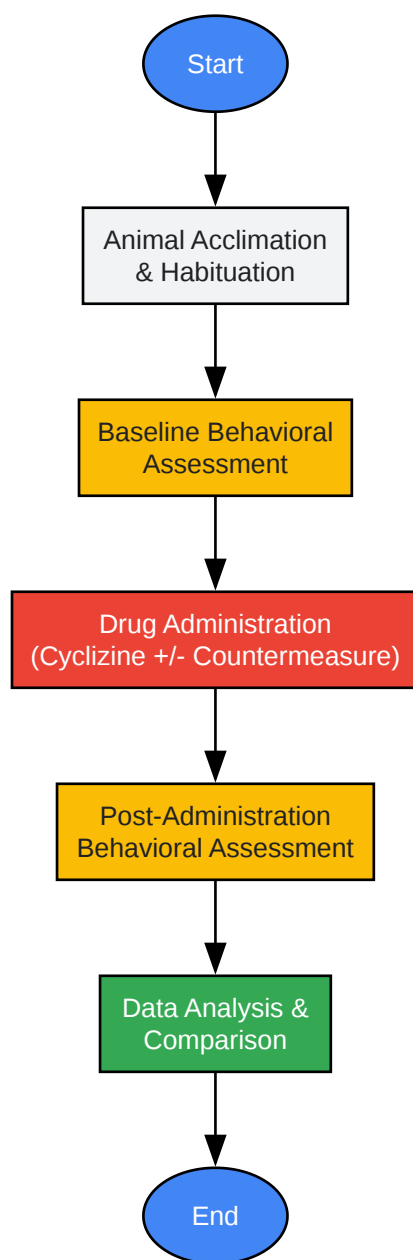 Start
Animal Acclimation
& Habituation
Baseline Behavioral
Assessment
Drug Administration
(Cyclizine +/- Countermeasure)
Post-Administration
Behavioral Assessment
Data Analysis &
Comparison
End